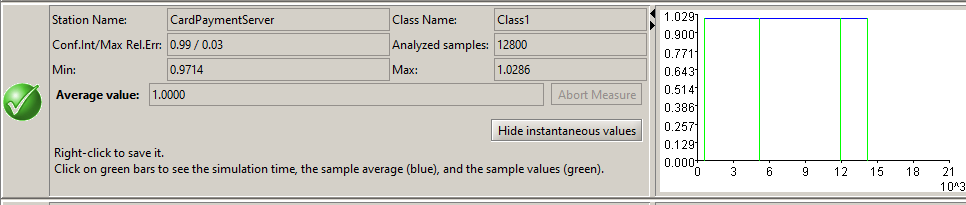 Station Name: CardPaymentServer Class Name: Class1
Conf.Int/Max Rel.Err: 0.99 / 0.03 Analyzed samples: 12800
Min: 0.9714 Max: 1.0286
Average value: 1.0000 Abort Measure
Hide instantaneous values
Right-click to save it.
Click on green bars to see the simulation time, the sample average (blue), and the sample values (green).
1.029
0.900
0.771
0.643
0.514
0.386
0.257
0.129
0.000
0 3 6 9 12 15 18 21
10^3